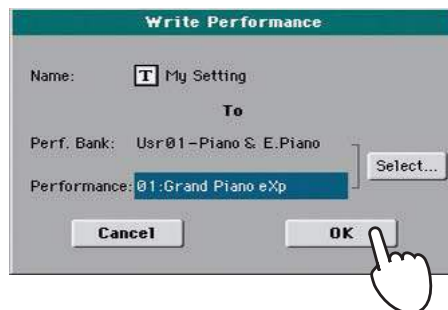 Write Performance
Name: T My Setting
To
Perf. Bank: Usr01-Piano & E.Piano
Select...
Performance: 01:Grand Piano eXp
Cancel OK